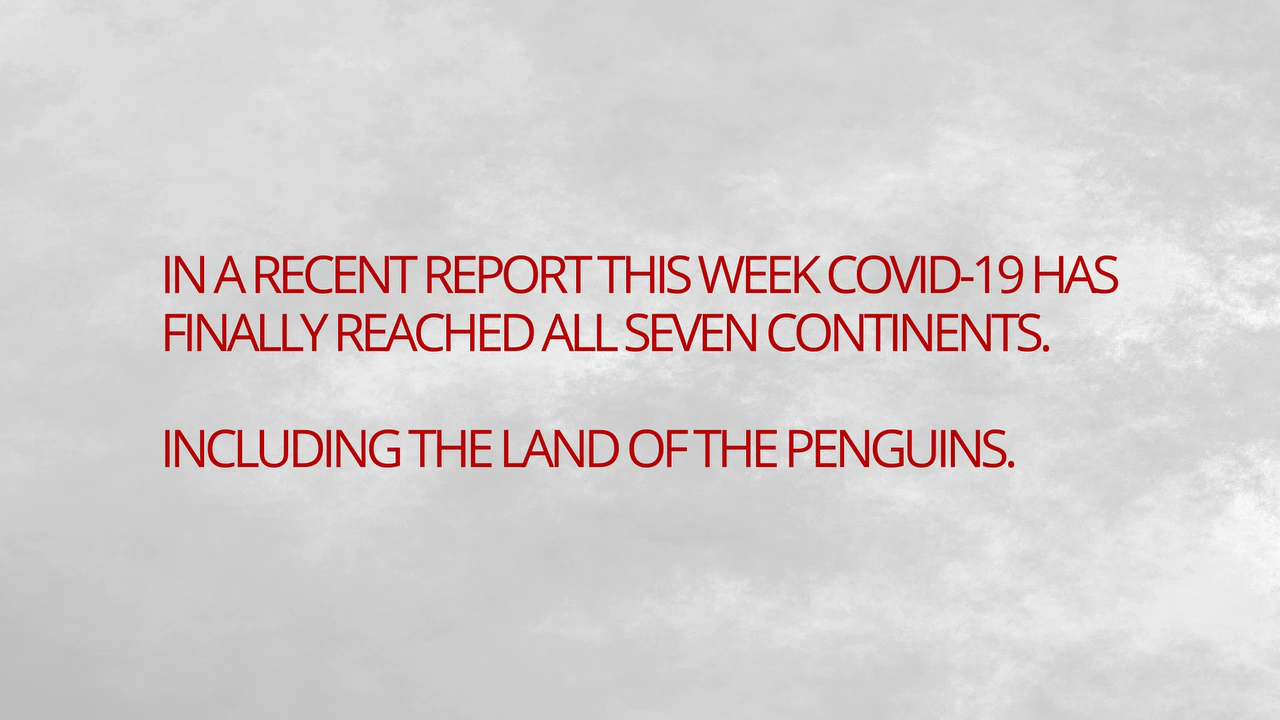 IN A RECENT REPORT THIS WEEK COVID-19 HAS
FINALLY REACHED ALL SEVEN CONTINENTS.
INCLUDING THE LAND OF THE PENGUINS.